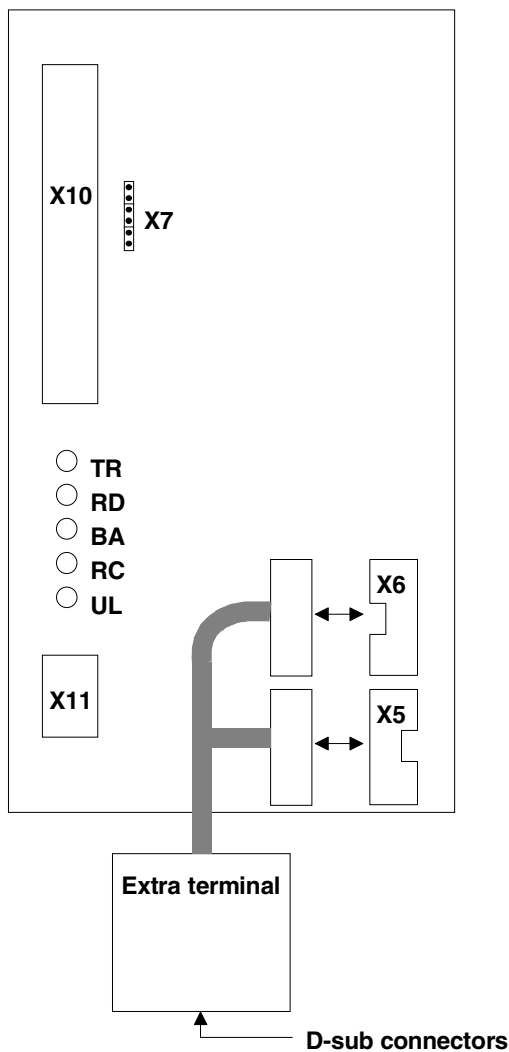 X10
X7
TR
RD
BA
RC
UL
X6
X11
X5
Extra terminal
D-sub connectors